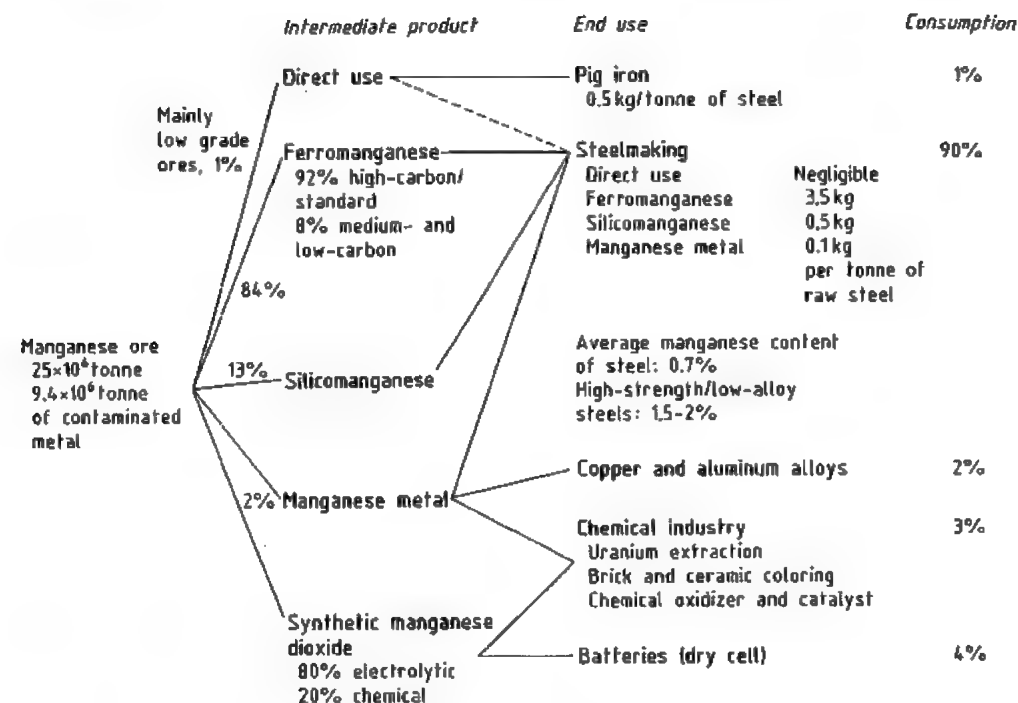 Intermediate product End use Consumption
Direct use Pig iron 1%
0.5kg/tonne of steel
Mainly
low grade
ores, 1%
Ferromanganese Steelmaking 90%
92% high-carbon/ Direct use Negligible
standard Ferromanganese 3.5kg
8% medium- and Silicomanganese 0.5kg
low-carbon Manganese metal 0.1kg
per tonne of
raw steel
84%
Manganese ore
25×10⁶ tonne
9.4×10⁶ tonne
of contaminated
metal
13% Silicomanganese
Average manganese content
of steel: 0.7%
High-strength/low-alloy
steels: 1.5-2%
Copper and aluminum alloys 2%
2% Manganese metal
Chemical industry 3%
Uranium extraction
Brick and ceramic coloring
Chemical oxidizer and catalyst
Synthetic manganese
dioxide
80% electrolytic
20% chemical
Batteries (dry cell) 4%